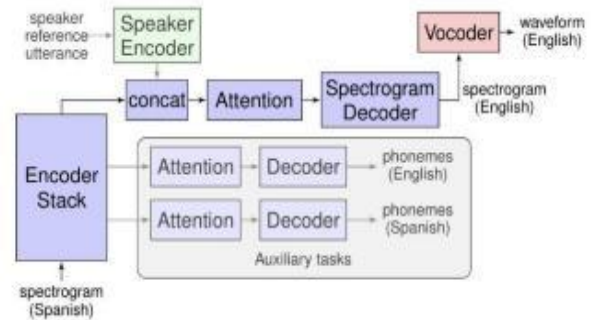 speaker
reference
utterance
Speaker
Encoder
Vocoder
waveform
(English)
concat
Attention
Spectrogram
Decoder
spectrogram
(English)
Encoder
Stack
Attention
Decoder
phonemes
(English)
Attention
Decoder
phonemes
(Spanish)
Auxiliary tasks
spectrogram
(Spanish)